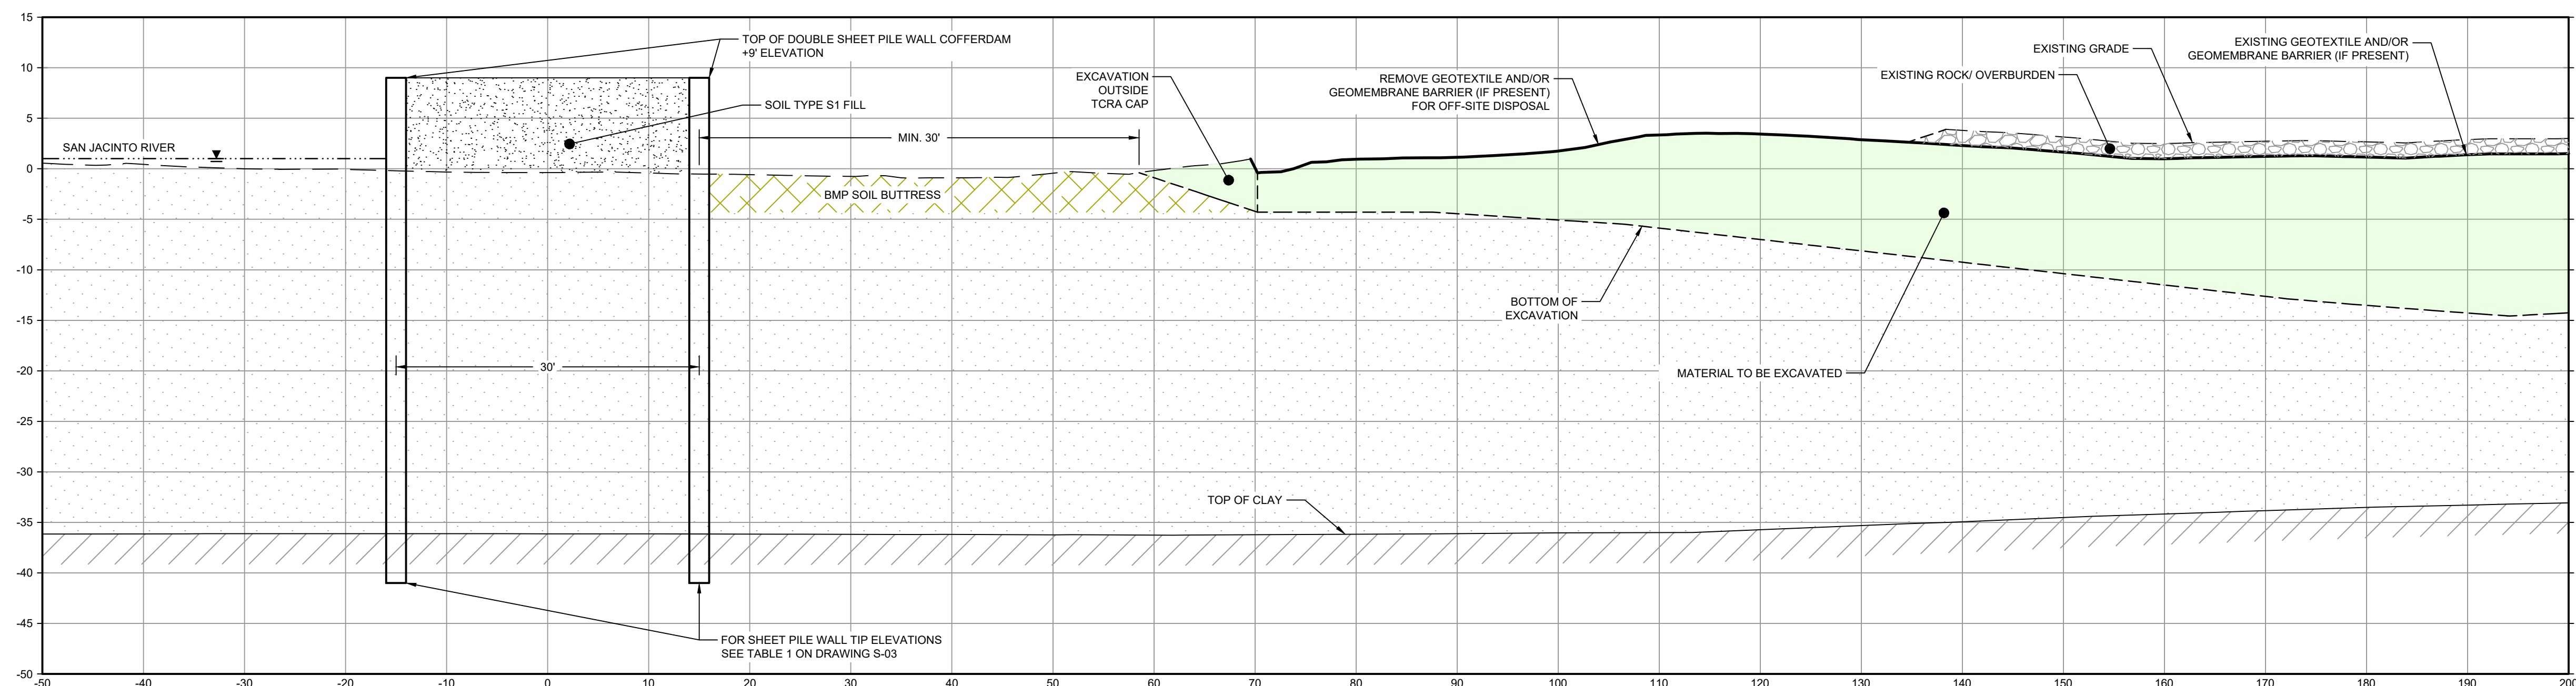 15
10
5
0
-5
-10
-15
-20
-25
-30
-35
-40
-45
-50
TOP OF DOUBLE SHEET PILE WALL COFFERDAM
+9' ELEVATION
SOIL TYPE S1 FILL
SAN JACINTO RIVER
MIN. 30'
EXCAVATION
OUTSIDE
TCRA CAP
REMOVE GEOTEXTILE AND/OR
GEOMEMBRANE BARRIER (IF PRESENT)
FOR OFF-SITE DISPOSAL
EXISTING GRADE
EXISTING ROCK/ OVERBURDEN
EXISTING GEOTEXTILE AND/OR
GEOMEMBRANE BARRIER (IF PRESENT)
BMP SOIL BUTTRESS
BOTTOM OF
EXCAVATION
30'
MATERIAL TO BE EXCAVATED
TOP OF CLAY
FOR SHEET PILE WALL TIP ELEVATIONS
SEE TABLE 1 ON DRAWING S-03
-50 -40 -30 -20 -10 0 10 20 30 40 50 60 70 80 90 100 110 120 130 140 150 160 170 180 190 200